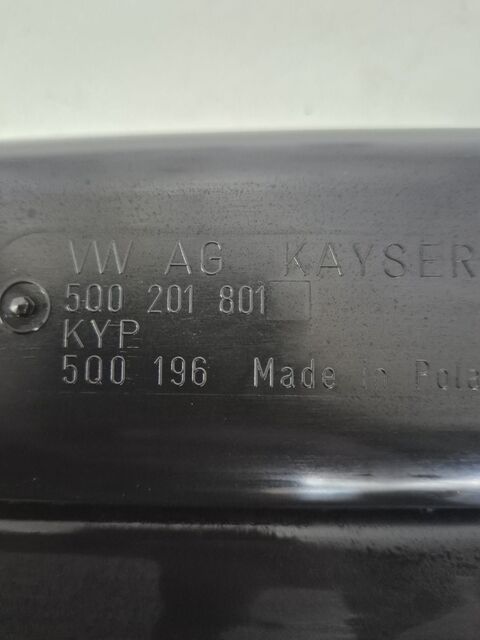 VW AG KAYSER
5Q0 201 801
KYP
5Q0 196 Made in Pola